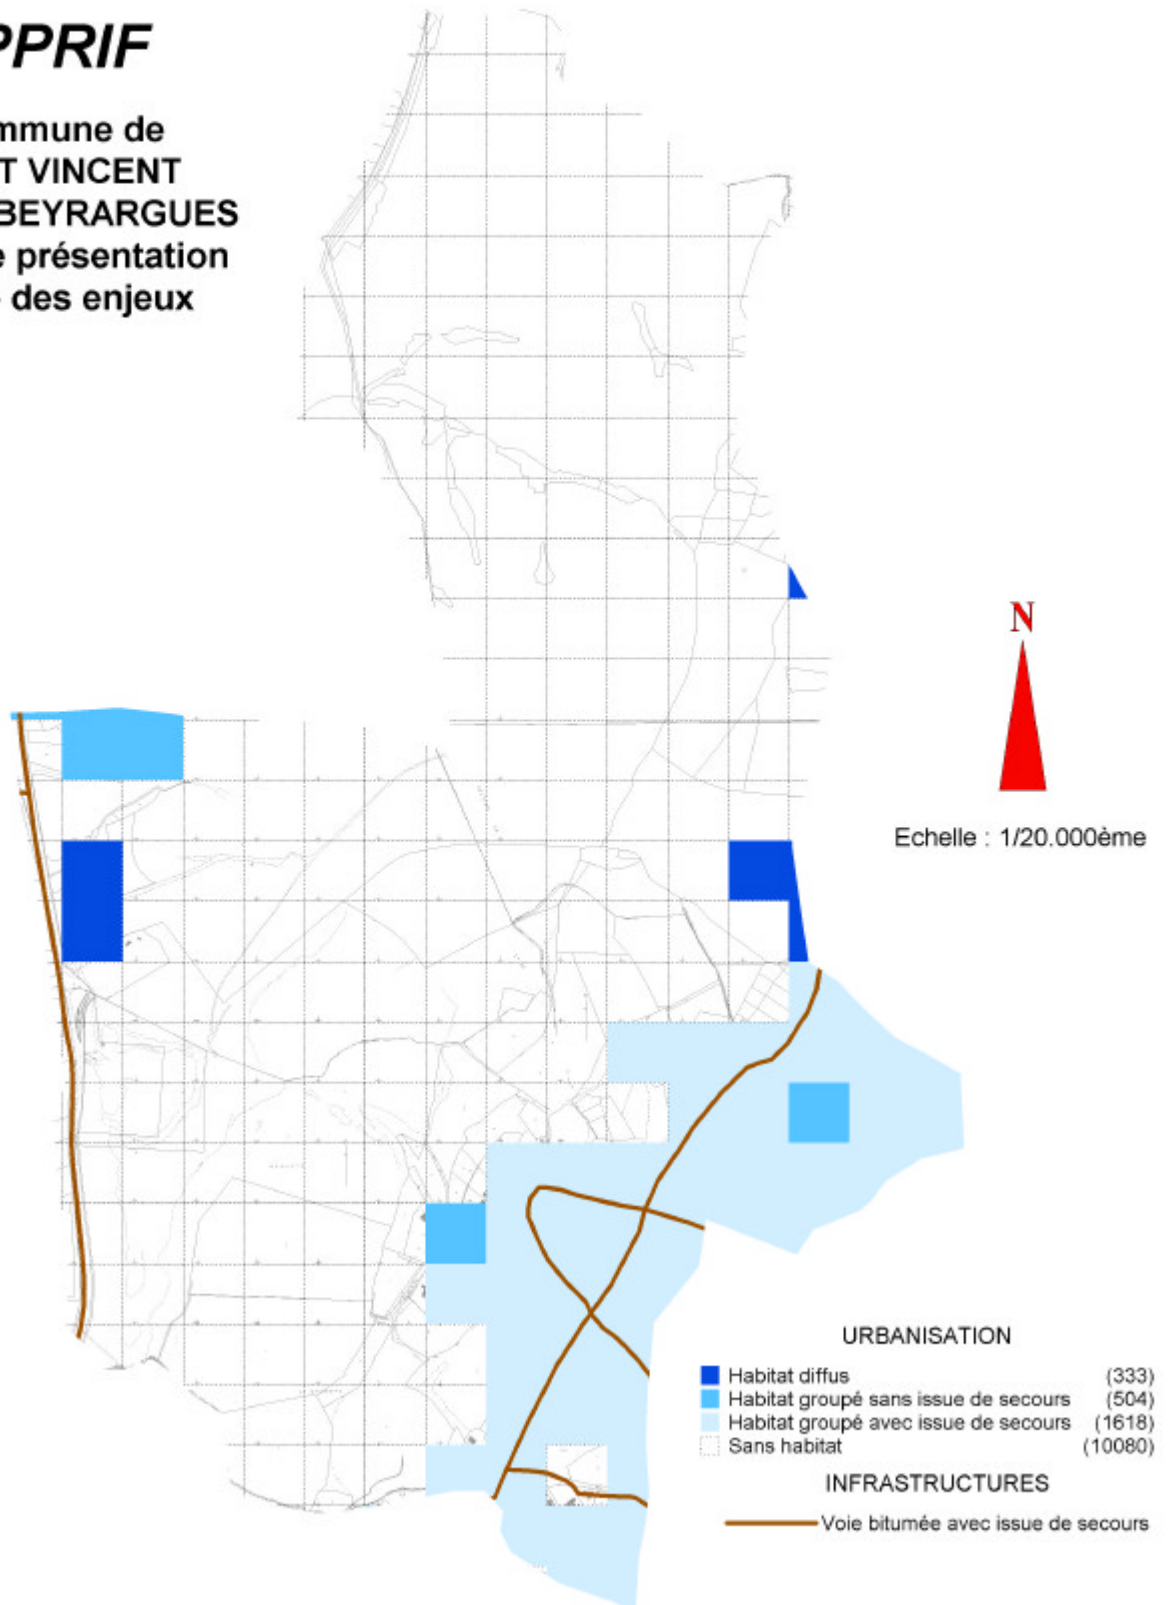 PPRIF
mmune de
T VINCENT
BEYRARGUES
e présentation
des enjeux
N
Echelle : 1/20.000ème
URBANISATION
Habitat diffus (333)
Habitat groupé sans issue de secours (504)
Habitat groupé avec issue de secours (1618)
Sans habitat (10080)
INFRASTRUCTURES
Voie bitumée avec issue de secours